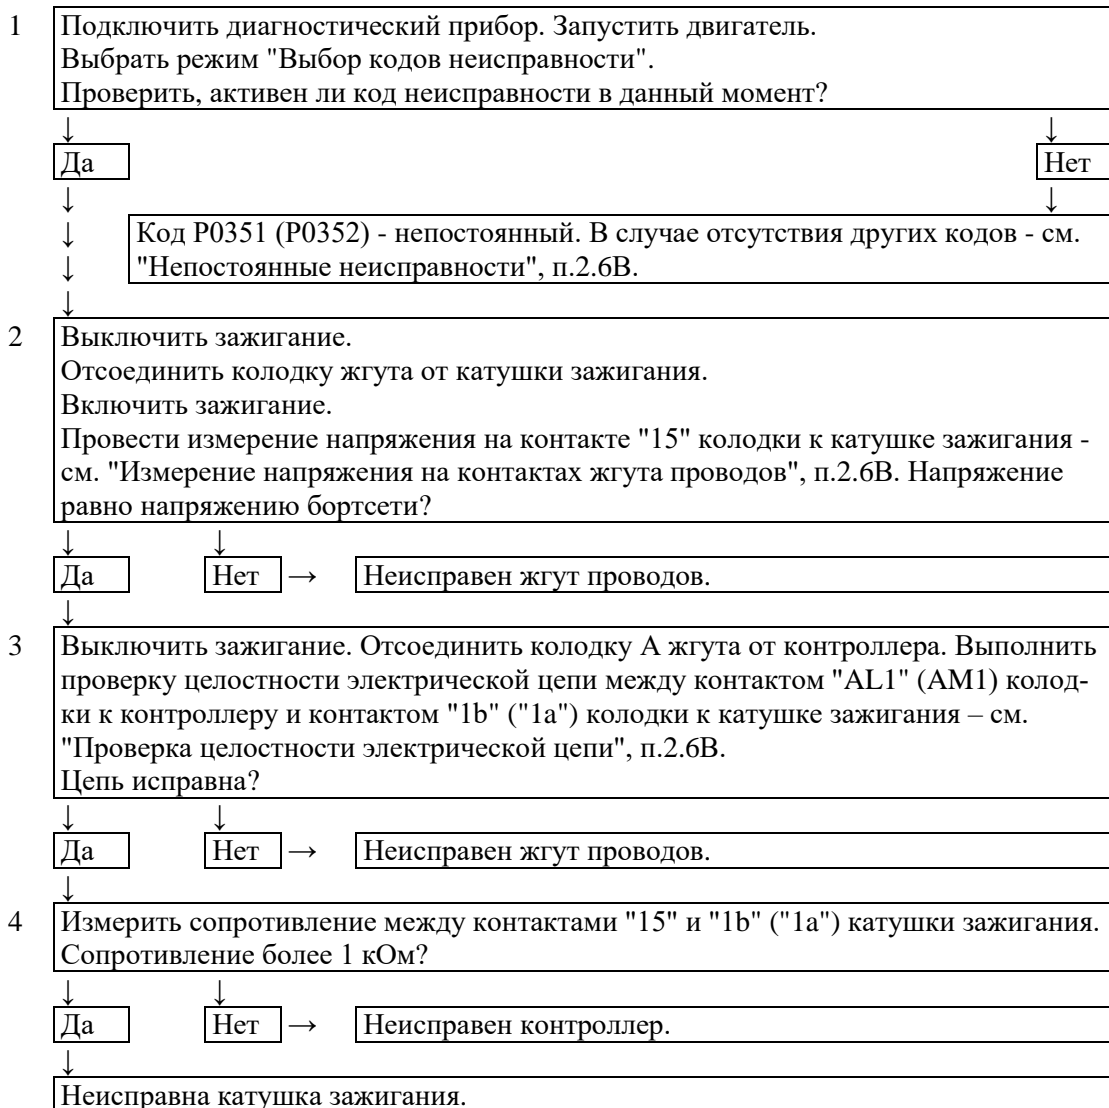 1 Подключить диагностический прибор. Запустить двигатель.
Выбрать режим "Выбор кодов неисправности".
Проверить, активен ли код неисправности в данный момент?
↓ ↓
Да Нет
↓ ↓
↓ Код Р0351 (Р0352) - непостоянный. В случае отсутствия других кодов - см.
↓ "Непостоянные неисправности", п.2.6В.
↓
2 Выключить зажигание.
Отсоединить колодку жгута от катушки зажигания.
Включить зажигание.
Провести измерение напряжения на контакте "15" колодки к катушке зажигания -
см. "Измерение напряжения на контактах жгута проводов", п.2.6В. Напряжение
равно напряжению бортсети?
↓ ↓
Да Нет → Неисправен жгут проводов.
↓
3 Выключить зажигание. Отсоединить колодку А жгута от контроллера. Выполнить
проверку целостности электрической цепи между контактом "AL1" (AM1) колод-
ки к контроллеру и контактом "1b" ("1a") колодки к катушке зажигания – см.
"Проверка целостности электрической цепи", п.2.6В.
Цепь исправна?
↓ ↓
Да Нет → Неисправен жгут проводов.
↓
4 Измерить сопротивление между контактами "15" и "1b" ("1a") катушки зажигания.
Сопротивление более 1 кОм?
↓ ↓
Да Нет → Неисправен контроллер.
↓
Неисправна катушка зажигания.